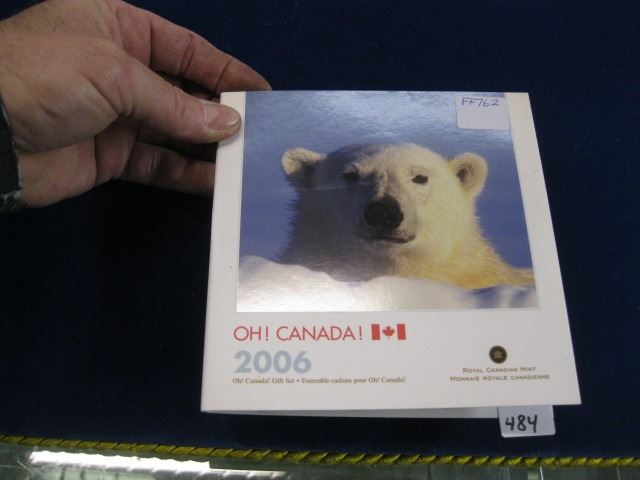 FF762
OH! CANADA!
2006
Oh! Canada! Gift Set • Ensemble-cadeau pour Oh! Canada!
ROYAL CANADIAN MINT
MONNAIE ROYALE CANADIENNE
484